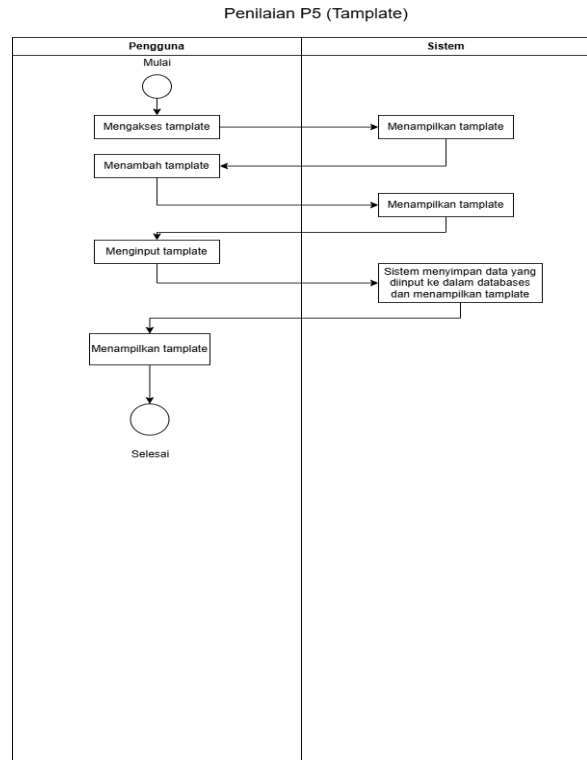 Penilaian P5 (Tamplate)
Pengguna
Sistem
Mulai
Mengakses tamplate
Menampilkan tamplate
Menambah tamplate
Menampilkan tamplate
Menginput tamplate
Sistem menyimpan data yang
diinput ke dalam databases
dan menampilkan tamplate
Menampilkan tamplate
Selesai